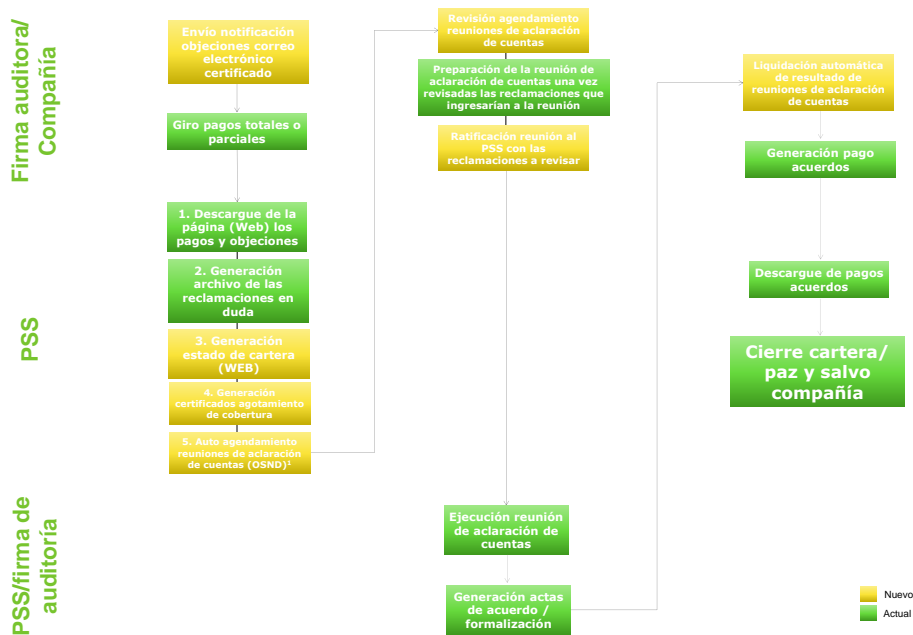 Firma auditora/
Compañía
Envío notificación
objeciones correo
electrónico
certificado
Giro pagos totales o
parciales
PSS
1. Descargue de la
página (Web) los
pagos y objeciones
2. Generación
archivo de las
reclamaciones en
duda
3. Generación
estado de cartera
(WEB)
4. Generación
certificados agotamiento
de cobertura
5. Auto agendamiento
reuniones de aclaración
de cuentas (OSND)¹
Revisión agendamiento
reuniones de aclaración
de cuentas
Preparación de la reunión de
aclaración de cuentas una vez
revisadas las reclamaciones que
ingresarían a la reunión
Ratificación reunión al
PSS con las
reclamaciones a revisar
PSS/firma de
auditoría
Ejecución reunión
de aclaración de
cuentas
Generación actas
de acuerdo /
formalización
Liquidación automática
de resultado de
reuniones de aclaración
de cuentas
Generación pago
acuerdos
Descargue de pagos
acuerdos
Cierre cartera/
paz y salvo
compañía
Nuevo
Actual